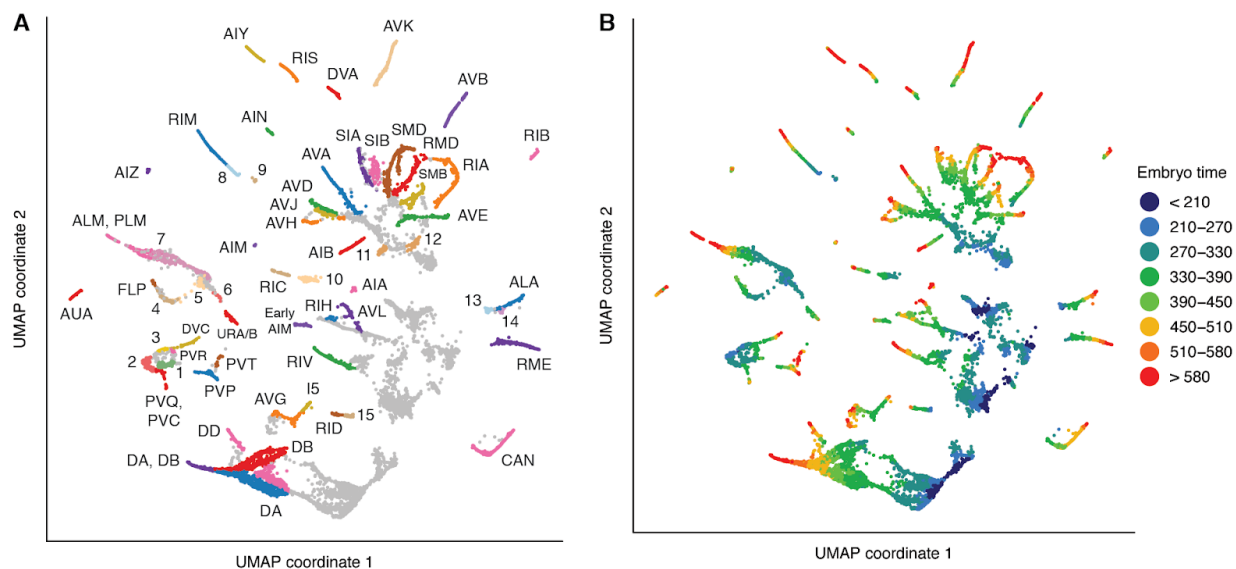 A
AVK
AIY
RIS
DVA
AVB
AIN
RIM
SIA
SIB
SMD
RMD
RIB
AVA
RIA
SMB
AIZ
8
9
AVD
AVJ
AVH
AVE
ALM, PLM
7
AIM
AIB
11
12
FLP
4
5
6
RIC
10
AIA
13
ALA
14
AUA
URA/B
Early
AIM
RIH
AVL
RME
3
DVC
2
PVR
1
PVT
PVP
RIV
PVQ,
PVC
AVG
I5
RID
15
DD
DB
DA, DB
DA
CAN
UMAP coordinate 2
UMAP coordinate 1
B
UMAP coordinate 2
UMAP coordinate 1
Embryo time
< 210
210–270
270–330
330–390
390–450
450–510
510–580
> 580